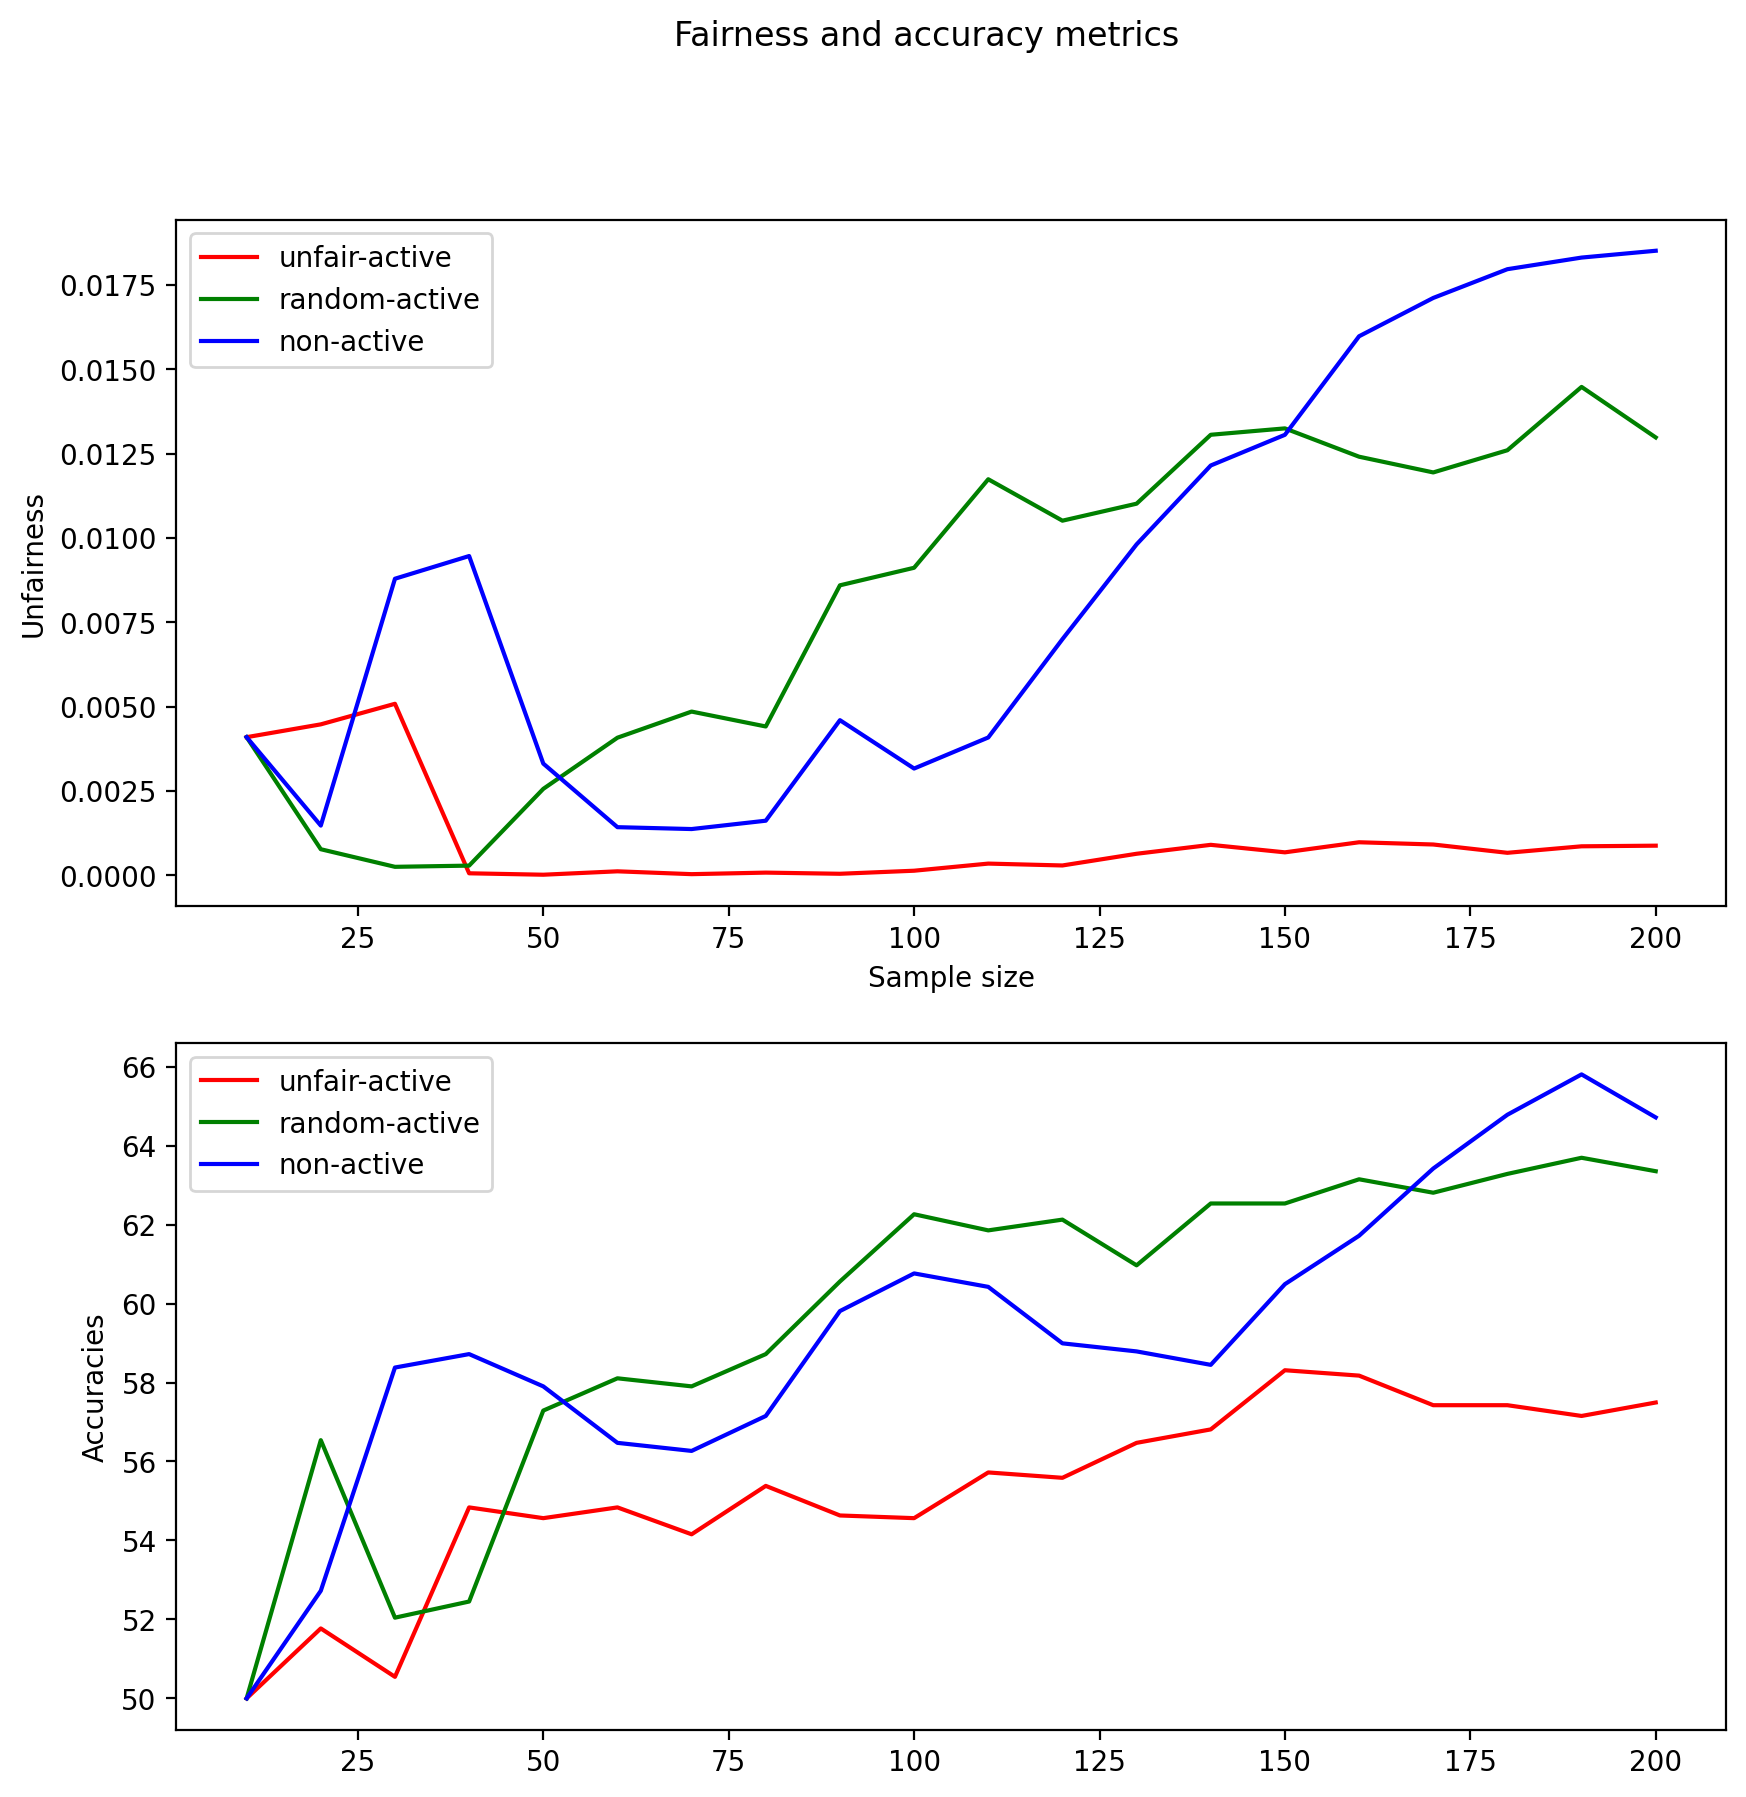 Fairness and accuracy metrics
unfair-active
random-active
non-active
0.0175
0.0150
0.0125
0.0100
0.0075
0.0050
0.0025
0.0000
Unfairness
25 50 75 100 125 150 175 200
Sample size
unfair-active
random-active
non-active
66
64
62
60
58
56
54
52
50
Accuracies
25 50 75 100 125 150 175 200